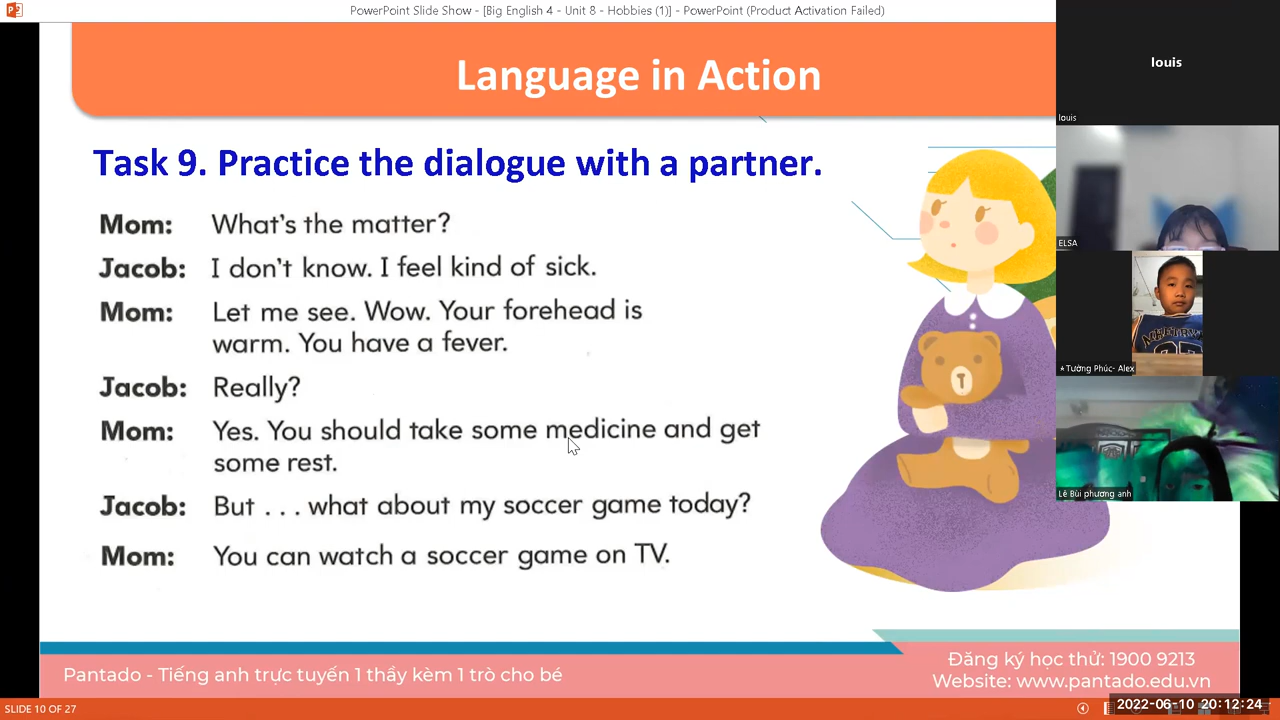 PowerPoint Slide Show - [Big English 4 - Unit 8 - Hobbies (1)] - PowerPoint (Product Activation Failed)
Language in Action
Task 9. Practice the dialogue with a partner.
Mom: What's the matter?
Jacob: I don't know. I feel kind of sick.
Mom: Let me see. Wow. Your forehead is
warm. You have a fever.
Jacob: Really?
Mom: Yes. You should take some medicine and get
some rest.
Jacob: But . . . what about my soccer game today?
Mom: You can watch a soccer game on TV.
Pantado - Tiếng anh trực tuyến 1 thầy kèm 1 trò cho bé
Đăng ký học thử: 1900 9213
Website: www.pantado.edu.vn
SLIDE 10 OF 27
louis
louis
ELSA
Tường Phúc- Alex
Lê Bùi phương anh
2022-06-10 20:12:24